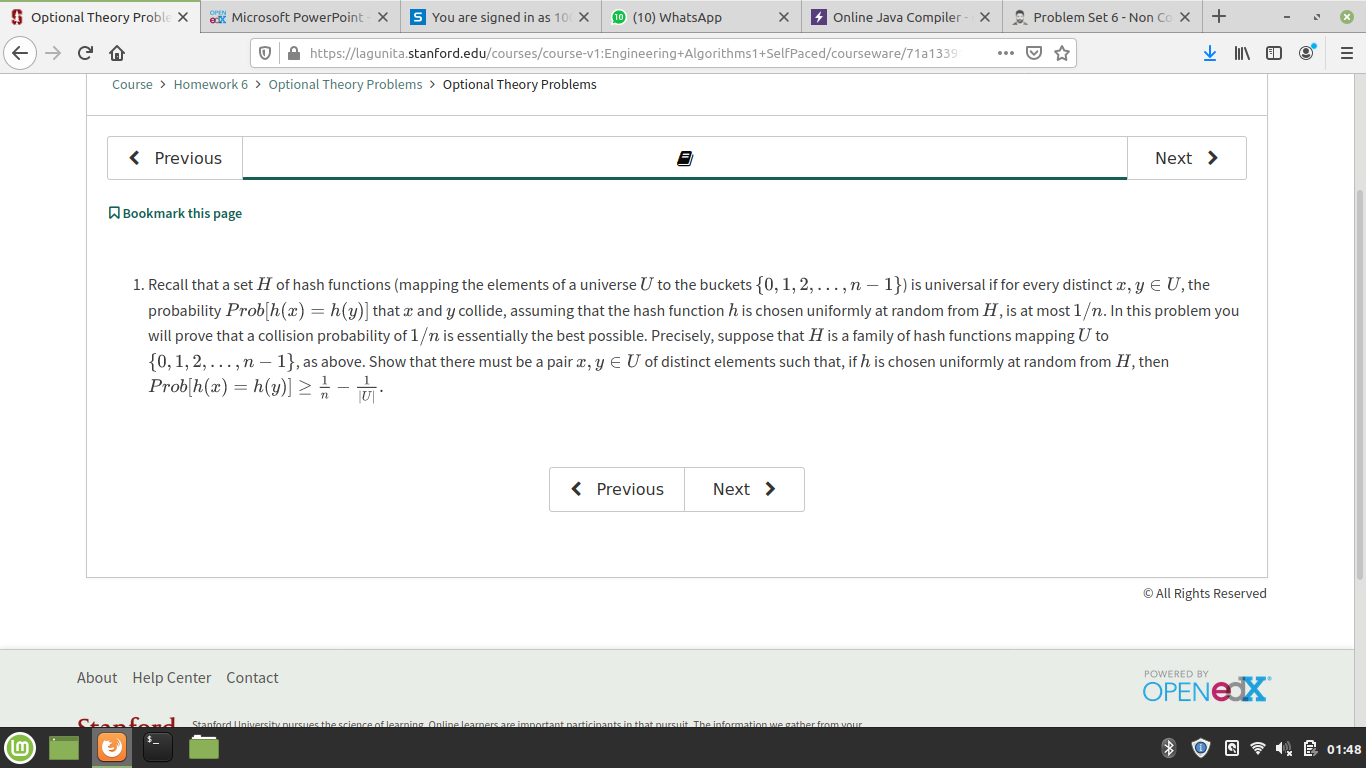 Optional Theory Proble
Microsoft PowerPoint -
You are signed in as 10
(10) WhatsApp
Online Java Compiler -
Problem Set 6 - Non Co
https://lagunita.stanford.edu/courses/course-v1:Engineering+Algorithms1+SelfPaced/courseware/71a1339
Course > Homework 6 > Optional Theory Problems > Optional Theory Problems
Previous
Next
Bookmark this page
1. Recall that a set H of hash functions (mapping the elements of a universe U to the buckets {0, 1, 2, . . . , n − 1}) is universal if for every distinct x, y ∈ U, the
probability Prob[h(x) = h(y)] that x and y collide, assuming that the hash function h is chosen uniformly at random from H, is at most 1/n. In this problem you
will prove that a collision probability of 1/n is essentially the best possible. Precisely, suppose that H is a family of hash functions mapping U to
{0, 1, 2, . . . , n − 1}, as above. Show that there must be a pair x, y ∈ U of distinct elements such that, if h is chosen uniformly at random from H, then
Prob[h(x) = h(y)] ≥ 1/n − 1/|U|.
Previous
Next
© All Rights Reserved
About Help Center Contact
POWERED BY
OPEN edX
Stanford
Stanford University pursues the science of learning. Online learners are important participants in that pursuit. The information we gather from your
01:48